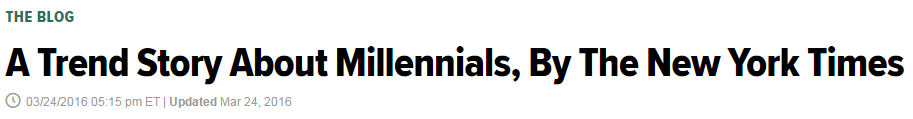 THE BLOG
A Trend Story About Millennials, By The New York Times
03/24/2016 05:15 pm ET | Updated Mar 24, 2016